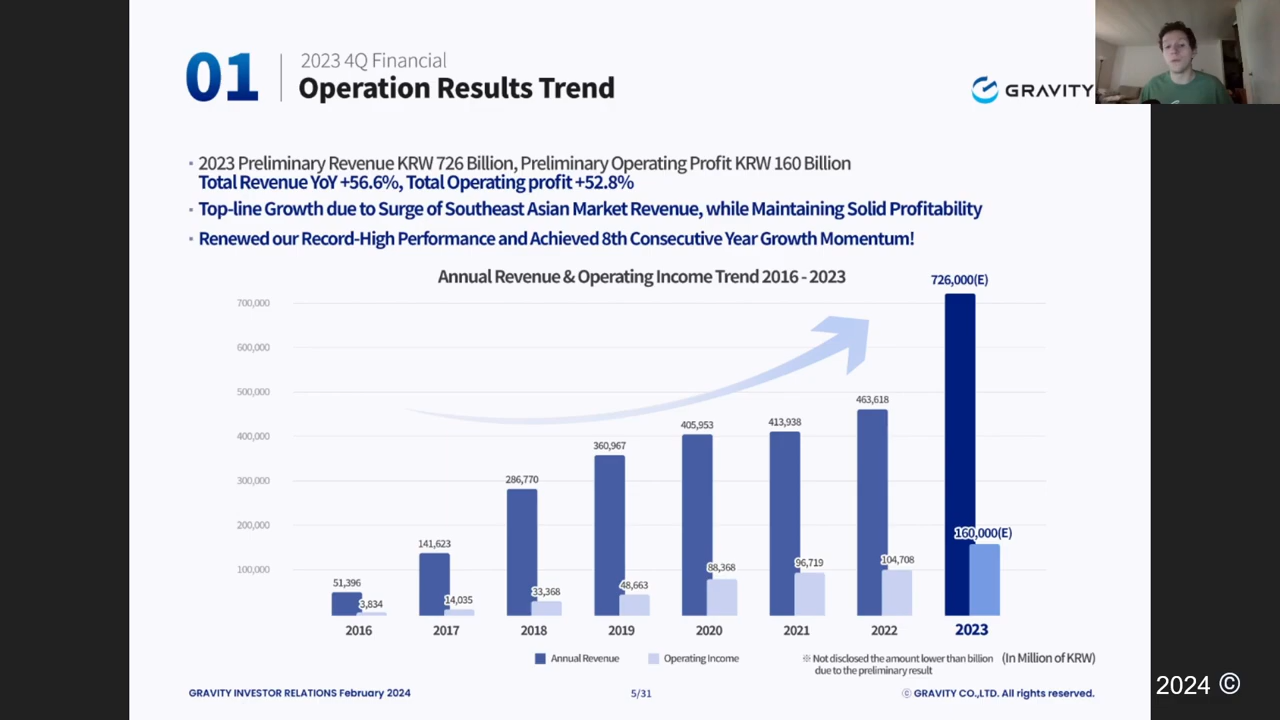 01
2023 4Q Financial
Operation Results Trend
GRAVITY
▪ 2023 Preliminary Revenue KRW 726 Billion, Preliminary Operating Profit KRW 160 Billion
Total Revenue YoY +56.6%, Total Operating profit +52.8%
▪ Top-line Growth due to Surge of Southeast Asian Market Revenue, while Maintaining Solid Profitability
▪ Renewed our Record-High Performance and Achieved 8th Consecutive Year Growth Momentum!
Annual Revenue & Operating Income Trend 2016 - 2023
726,000(E)
700,000
600,000
500,000
463,618
400,000
405,953
413,938
360,967
300,000
286,770
200,000
160,000(E)
141,623
100,000
104,708
96,719
88,368
51,396
48,663
33,368
14,035
3,834
2016 2017 2018 2019 2020 2021 2022 2023
Annual Revenue Operating Income
※ Not disclosed the amount lower than billion (In Million of KRW)
due to the preliminary result
GRAVITY INVESTOR RELATIONS February 2024 5/31 ⓒ GRAVITY CO.,LTD. All rights reserved.
2024 ©